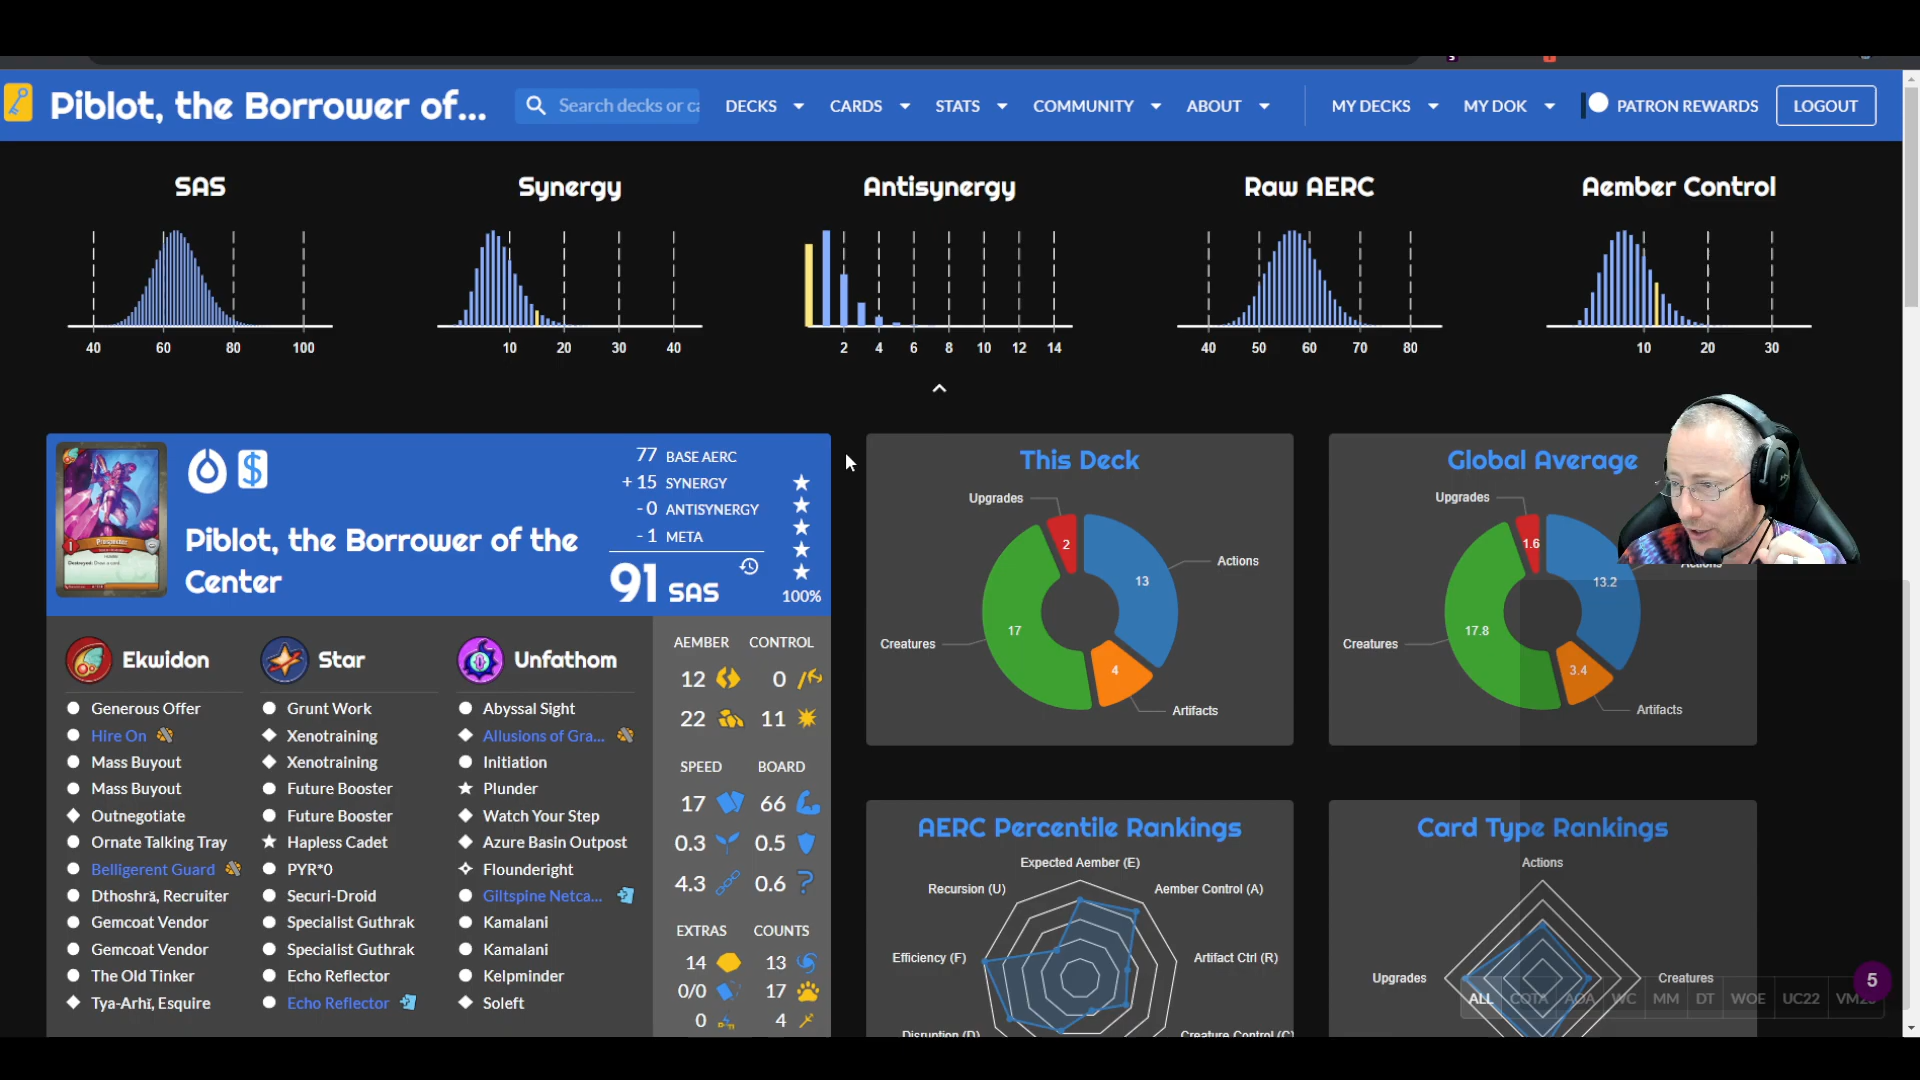 Piblot, the Borrower of...
Search decks or ca
DECKS
CARDS
STATS
COMMUNITY
ABOUT
MY DECKS
MY DOK
PATRON REWARDS
LOGOUT
SAS
40 60 80 100
Synergy
10 20 30 40
Antisynergy
2 4 6 8 10 12 14
Raw AERC
40 50 60 70 80
Aember Control
10 20 30
Piblot, the Borrower of the
Center
77 BASE AERC
+ 15 SYNERGY
- 0 ANTISYNERGY
- 1 META
91 SAS
100%
Ekwidon
Generous Offer
Hire On
Mass Buyout
Mass Buyout
Outnegotiate
Ornate Talking Tray
Belligerent Guard
Dthoshră, Recruiter
Gemcoat Vendor
Gemcoat Vendor
The Old Tinker
Tya-Arhĭ, Esquire
Star
Grunt Work
Xenotraining
Xenotraining
Future Booster
Future Booster
Hapless Cadet
PYR*0
Securi-Droid
Specialist Guthrak
Specialist Guthrak
Echo Reflector
Echo Reflector
Unfathom
Abyssal Sight
Allusions of Gra...
Initiation
Plunder
Watch Your Step
Azure Basin Outpost
Flounderight
Giltspine Netca...
Kamalani
Kamalani
Kelpminder
Soleft
AEMBER CONTROL
12 0
22 11
SPEED BOARD
17 66
0.3 0.5
4.3 0.6
EXTRAS COUNTS
14 13
0/0 17
0 4
This Deck
Upgrades
2
13
Actions
17
Creatures
4
Artifacts
Global Average
Upgrades
1.6
Actions
13.2
17.8
Creatures
3.4
Artifacts
AERC Percentile Rankings
Expected Aember (E)
Recursion (U)
Aember Control (A)
Efficiency (F)
Artifact Ctrl (R)
Disruption (D)
Creature Control (C)
Card Type Rankings
Actions
Upgrades
Creatures
5
ALL COTA AOA WC MM DT WOE UC22